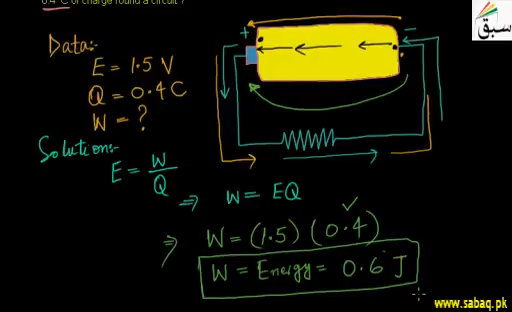 0.4 C of charge round a circuit ?
سبق
Data:-
+
−
E = 1.5 V
Q = 0.4 C
W = ?
Solution:-
E = W/Q
⇒ W = EQ
⇒ W = (1.5) (0.4) ✓
W = Energy = 0.6 J
www.sabaq.pk